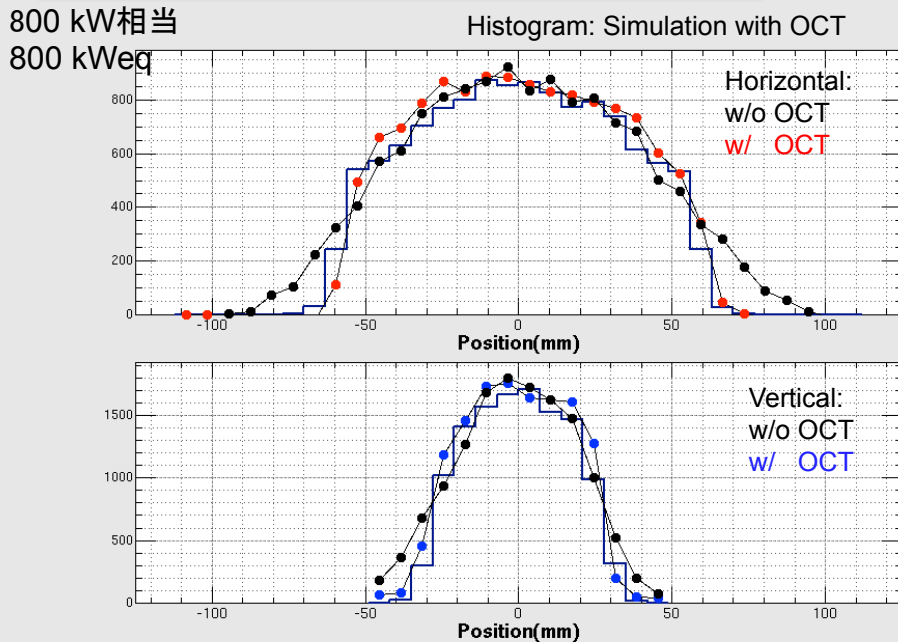 800 kW相当
800 kWeq
Histogram: Simulation with OCT
Horizontal:
w/o OCT
w/ OCT
800
600
400
200
0
-100 -50 0 50 100
Position(mm)
Vertical:
w/o OCT
w/ OCT
1500
1000
500
0
-100 -50 0 50 100
Position(mm)